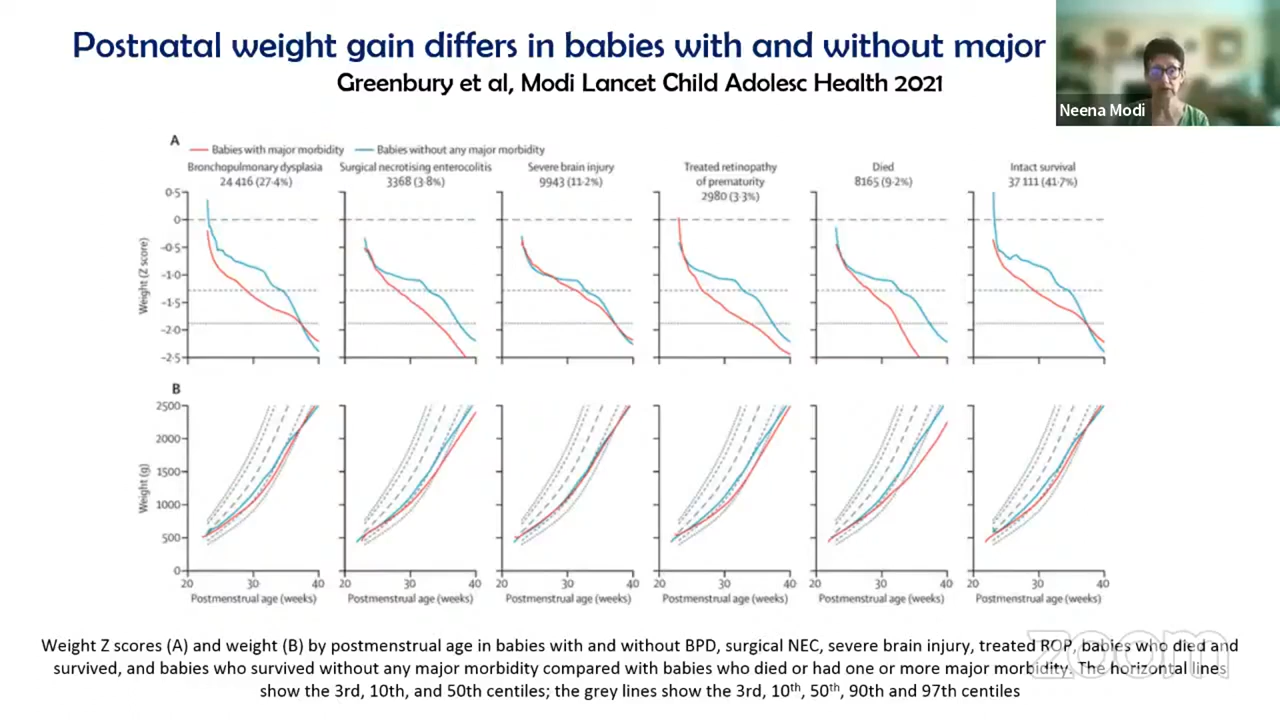 Postnatal weight gain differs in babies with and without major
Greenbury et al, Modi Lancet Child Adolesc Health 2021
Neena Modi
A
Babies with major morbidity
Babies without any major morbidity
Bronchopulmonary dysplasia
24 416 (27·4%)
Surgical necrotising enterocolitis
3368 (3·8%)
Severe brain injury
9943 (11·2%)
Treated retinopathy
of prematurity
2980 (3·3%)
Died
8165 (9·2%)
Intact survival
37 111 (41·7%)
Weight (Z score)
0·5
0
–0·5
–1·0
–1·5
–2·0
–2·5
B
Weight (g)
2500
2000
1500
1000
500
0
20 30 40
Postmenstrual age (weeks)
20 30 40
Postmenstrual age (weeks)
20 30 40
Postmenstrual age (weeks)
20 30 40
Postmenstrual age (weeks)
20 30 40
Postmenstrual age (weeks)
20 30 40
Postmenstrual age (weeks)
Weight Z scores (A) and weight (B) by postmenstrual age in babies with and without BPD, surgical NEC, severe brain injury, treated ROP, babies who died and
survived, and babies who survived without any major morbidity compared with babies who died or had one or more major morbidity. The horizontal lines
show the 3rd, 10th, and 50th centiles; the grey lines show the 3rd, 10th, 50th, 90th and 97th centiles
zoom